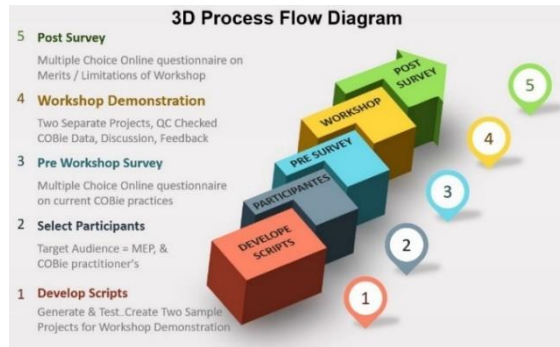 3D Process Flow Diagram
5 Post Survey
Multiple Choice Online questionnaire on
Merits / Limitations of Workshop
4 Workshop Demonstration
Two Separate Projects, QC Checked
COBie Data, Discussion, Feedback
3 Pre Workshop Survey
Multiple Choice Online questionnaire
on current COBie practices
2 Select Participants
Target Audience = MEP, &
COBie practitioner's
1 Develop Scripts
Generate & Test..Create Two Sample
Projects for Workshop Demonstration
POST
SURVEY
WORKSHOP
PRE SURVEY
PARTICIPANTES
DEVELOPE
SCRIPTS
5
4
3
2
1